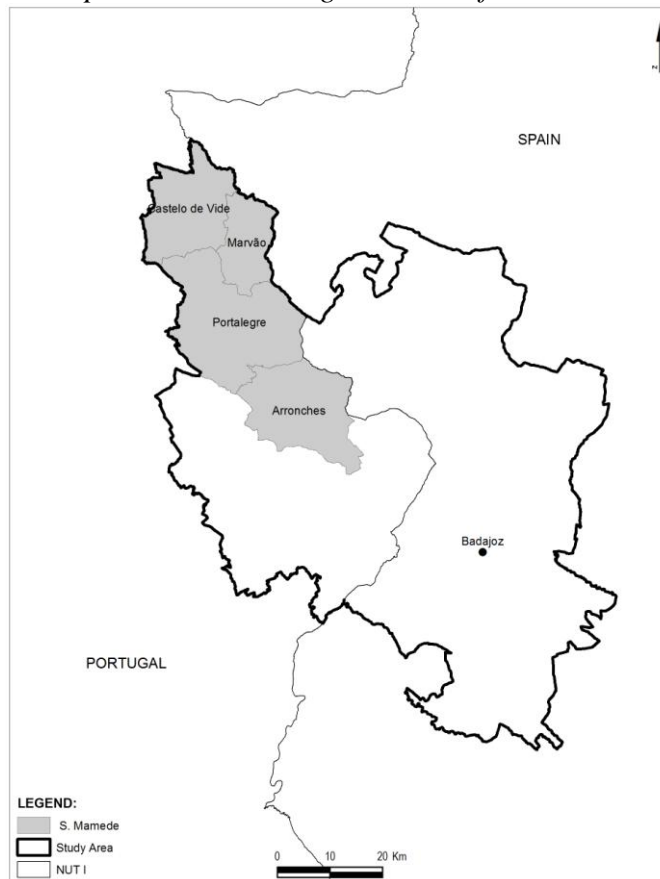 SPAIN
Castelo de Vide
Marvão
Portalegre
Arronches
Badajoz
PORTUGAL
LEGEND:
S. Mamede
Study Area
NUT I
0 10 20 Km